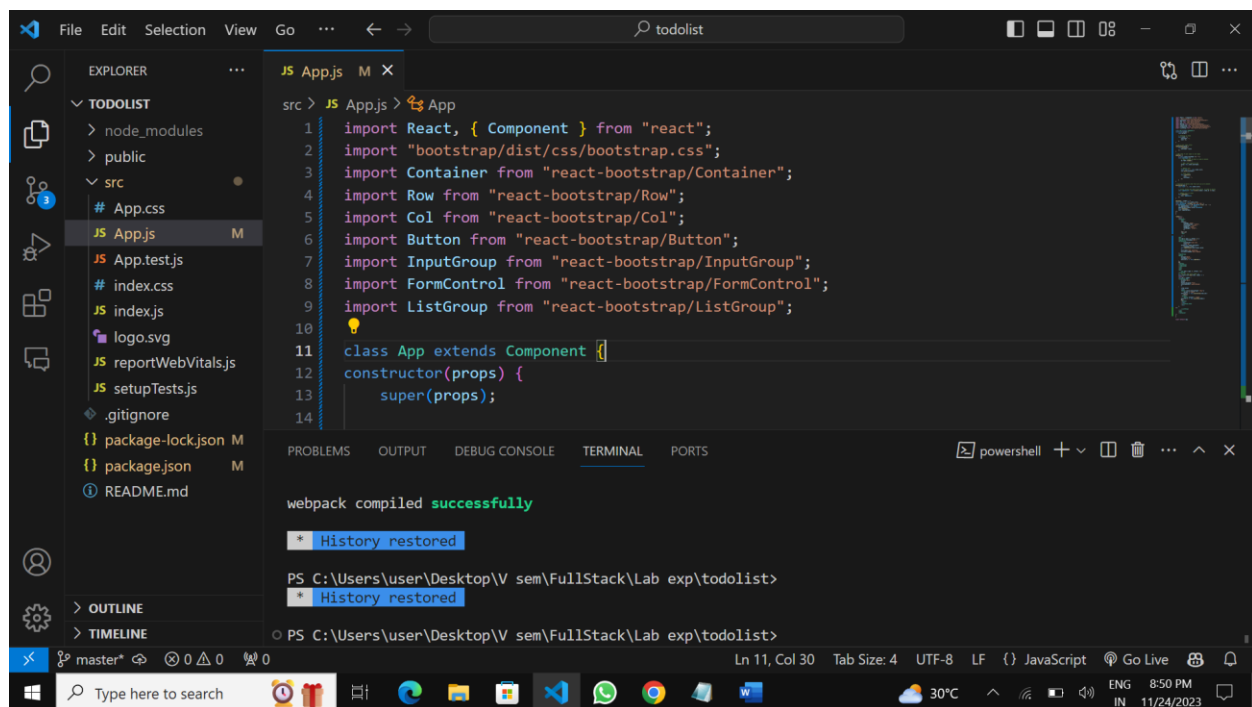 File Edit Selection View Go ··· todolist
EXPLORER ···
JS App.js M
TODOLIST
node_modules
public
src
# App.css
JS App.js M
JS App.test.js
# index.css
JS index.js
logo.svg
JS reportWebVitals.js
JS setupTests.js
.gitignore
{} package-lock.json M
{} package.json M
README.md
OUTLINE
TIMELINE
src > JS App.js > App
1 import React, { Component } from "react";
2 import "bootstrap/dist/css/bootstrap.css";
3 import Container from "react-bootstrap/Container";
4 import Row from "react-bootstrap/Row";
5 import Col from "react-bootstrap/Col";
6 import Button from "react-bootstrap/Button";
7 import InputGroup from "react-bootstrap/InputGroup";
8 import FormControl from "react-bootstrap/FormControl";
9 import ListGroup from "react-bootstrap/ListGroup";
10
11 class App extends Component {
12 constructor(props) {
13 super(props);
14
PROBLEMS OUTPUT DEBUG CONSOLE TERMINAL PORTS powershell
webpack compiled successfully
* History restored
PS C:\Users\user\Desktop\V sem\FullStack\Lab exp\todolist>
* History restored
PS C:\Users\user\Desktop\V sem\FullStack\Lab exp\todolist>
3
master* 0 0 0 Ln 11, Col 30 Tab Size: 4 UTF-8 LF {} JavaScript Go Live
Type here to search 30°C ENG 8:50 PM
IN 11/24/2023